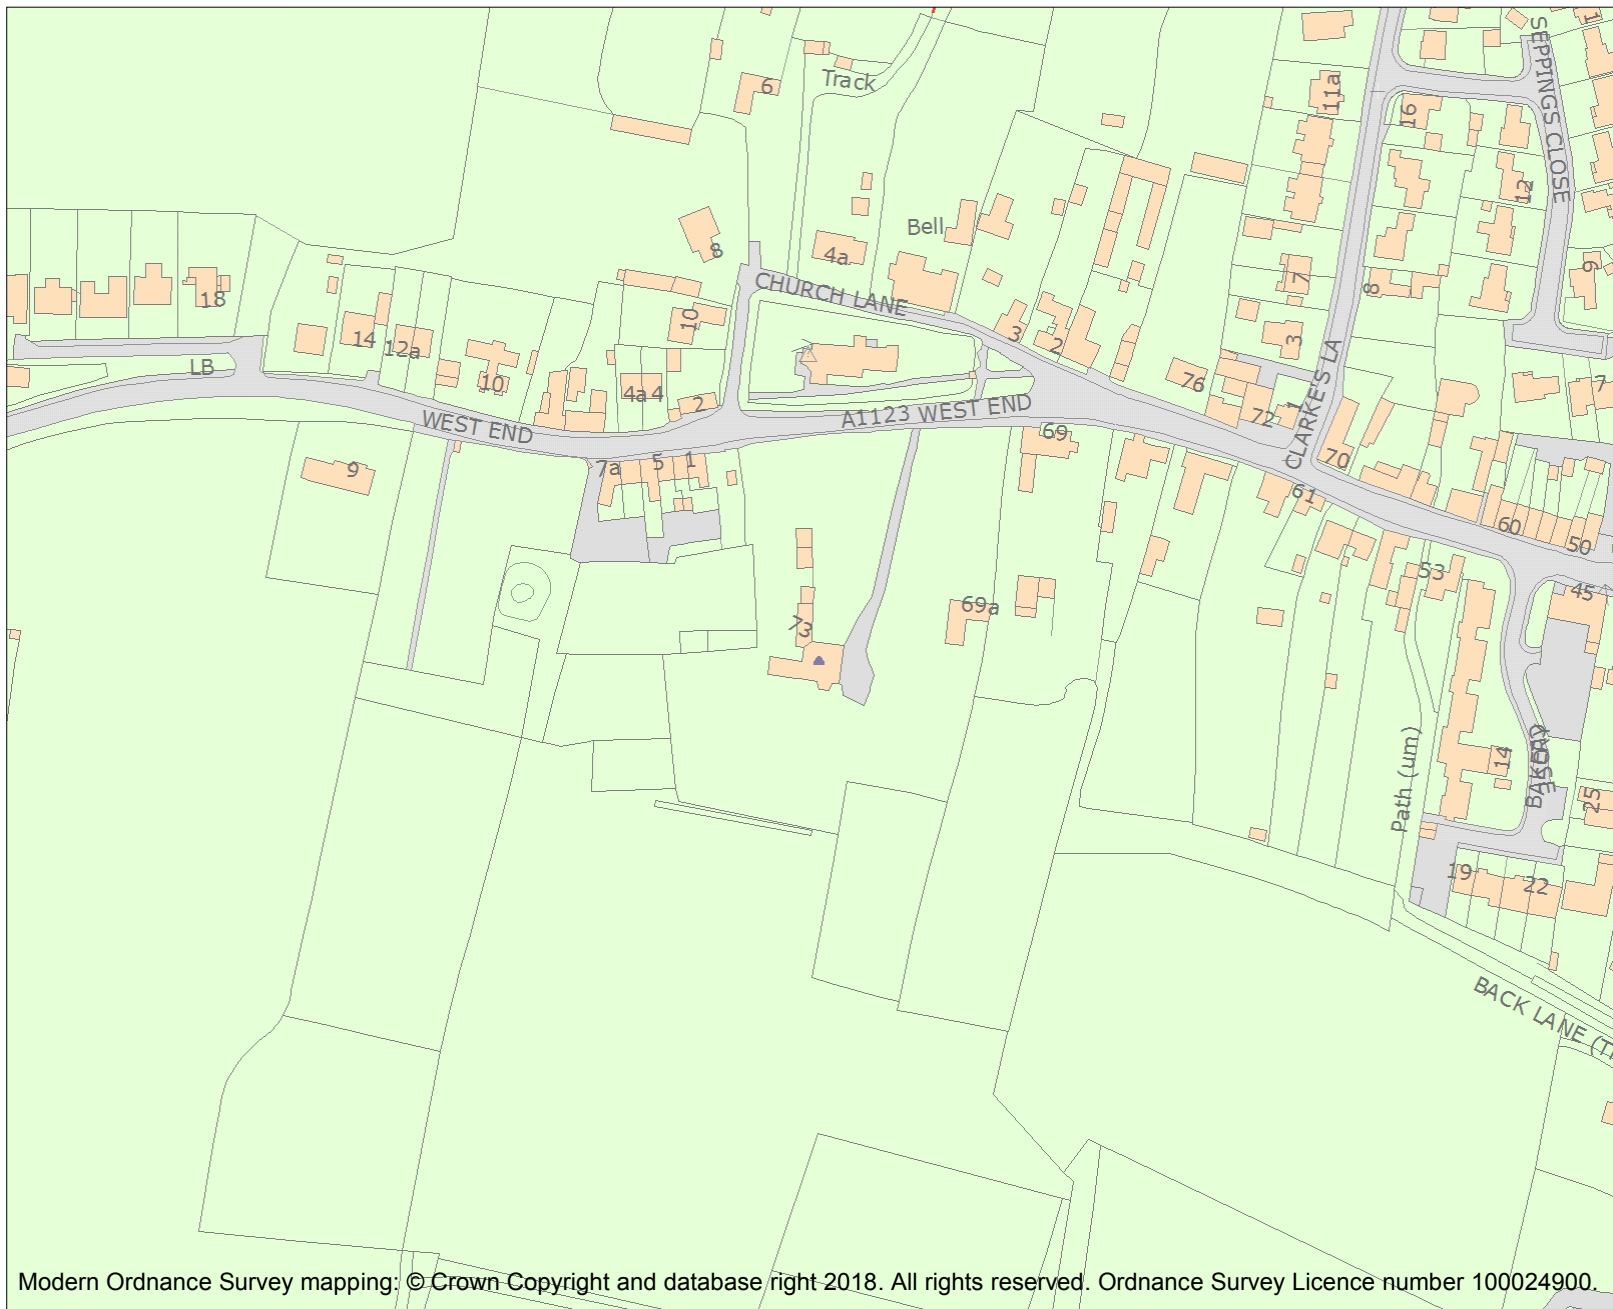 Track
6
11a
16
SEPPINGS CLOSE
1
12
Bell
8
4a
CHURCH LANE
18
14
12a
10
10
3
2
7
8
9
3
LB
10
4a
4
2
76
1
72
CLARKE'S LA
7
WEST END
A1123 WEST END
69
70
61
9
7a
5
1
60
50
53
45
69a
73
Path (um)
14
BAKERY
CLOSE
25
19
22
BACK LANE (T
Modern Ordnance Survey mapping: © Crown Copyright and database right 2018. All rights reserved. Ordnance Survey Licence number 100024900.